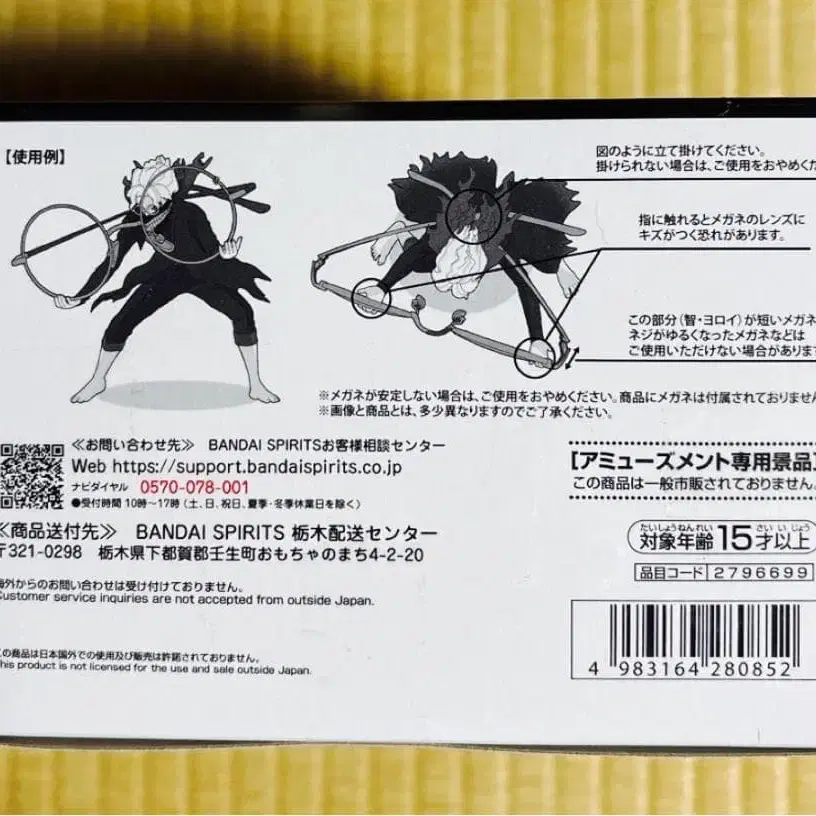 【使用例】
図のように立て掛けてください。
掛けられない場合は、ご使用をおやめくだ
指に触れるとメガネのレンズに
キズがつく恐れがあります。
この部分(智・ヨロイ)が短いメガネ
ネジがゆるくなったメガネなどは
ご使用いただけない場合があります
※メガネが安定しない場合は、ご使用をおやめください。商品にメガネは付属されておりません
※画像と商品とは、多少異なりますのでご了承ください。
≪お問い合わせ先≫ BANDAI SPIRITSお客様相談センター
Web https://support.bandaispirits.co.jp
ナビダイヤル 0570-078-001
●受付時間 10時〜17時(土、日、祝日、夏季・冬季休業日を除く)
≪商品送付先≫ BANDAI SPIRITS 栃木配送センター
〒321-0298 栃木県下都賀郡壬生町おもちゃのまち4-2-20
海外からのお問い合わせは受け付けておりません。
Customer service inquiries are not accepted from outside Japan.
この商品は日本国外での使用及び販売は許諾されておりません。
This product is not licensed for the use and sale outside Japan.
【アミューズメント専用景品】
この商品は一般市販されておりません。
たいしょうねんれい さいいじょう
対象年齢15才以上
品目コード 2796699
4 983164 280852